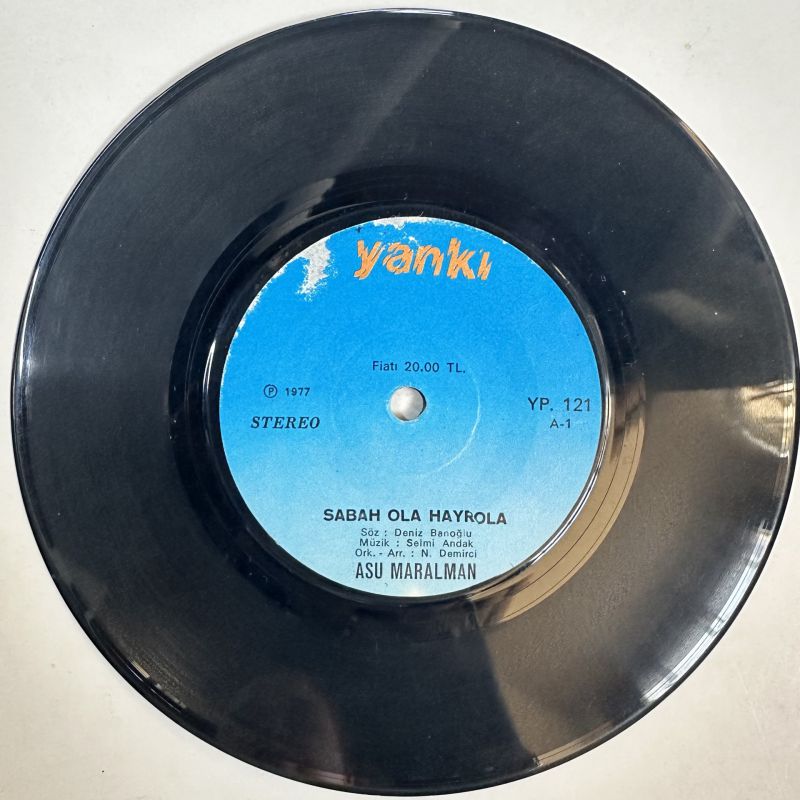 yankı
Fiatı 20.00 TL.
Ⓟ 1977
STEREO
YP. 121
A-1
SABAH OLA HAYROLA
Söz : Deniz Banoğlu
Müzik : Selmi Andak
Ork. - Arr. : N. Demirci
ASU MARALMAN